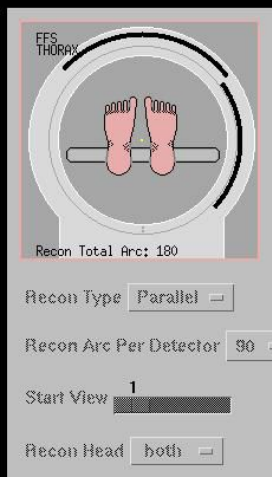 FFS
THORAX
Recon Total Arc: 180
Recon Type Parallel
Recon Arc Per Detector 90
Start View 1
Recon Head both